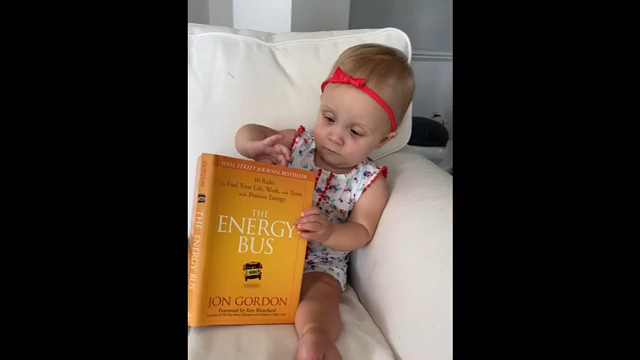 WALL STREET JOURNAL BESTSELLER
10 Rules
to Fuel Your Life, Work, and Team
with Positive Energy
THE
ENERGY
BUS
JON GORDON
Foreword by Ken Blanchard
GORDON
THE ENERGY BUS